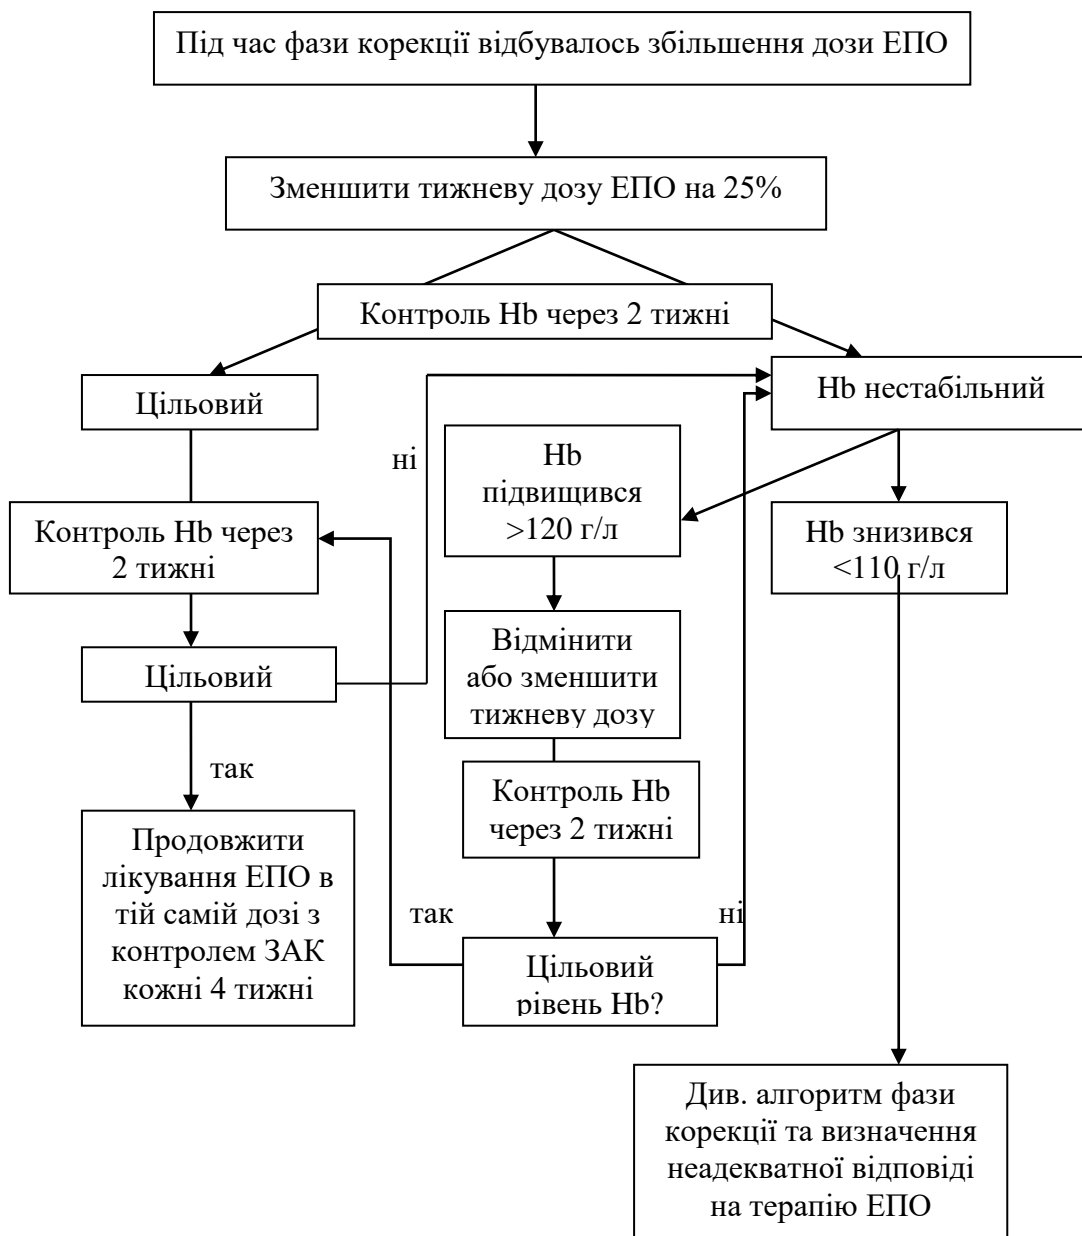 Під час фази корекції відбувалось збільшення дози ЕПО
Зменшити тижневу дозу ЕПО на 25%
Контроль Hb через 2 тижні
Цільовий
Hb нестабільний
ні
Hb
підвищився
>120 г/л
Hb знизився
<110 г/л
Контроль Hb через
2 тижні
Відмінити
або зменшити
тижневу дозу
Цільовий
так
Контроль Hb
через 2 тижні
Продовжити
лікування ЕПО в
тій самій дозі з
контролем ЗАК
кожні 4 тижні
так
ні
Цільовий
рівень Hb?
Див. алгоритм фази
корекції та визначення
неадекватної відповіді
на терапію ЕПО